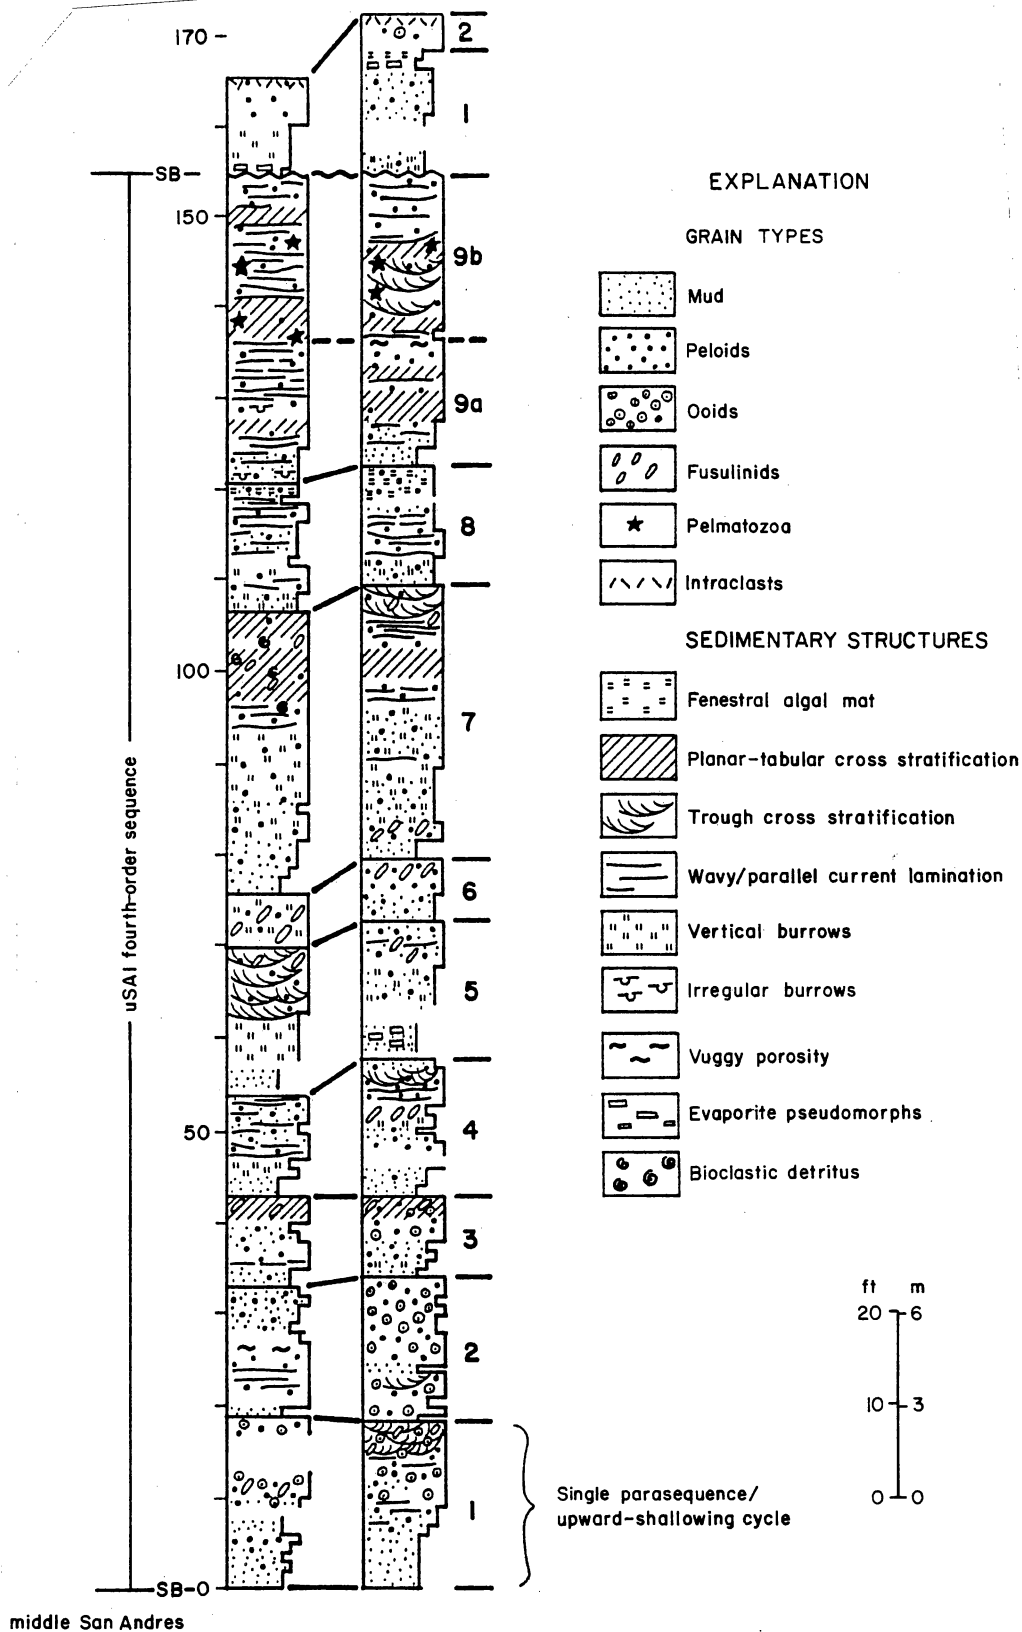 170
2
1
SB
150
9b
9a
8
100
7
6
5
50
4
3
2
1
SB-0
uSA1 fourth-order sequence
middle San Andres
EXPLANATION
GRAIN TYPES
Mud
Peloids
Ooids
Fusulinids
Pelmatozoa
Intraclasts
SEDIMENTARY STRUCTURES
Fenestral algal mat
Planar-tabular cross stratification
Trough cross stratification
Wavy/parallel current lamination
Vertical burrows
Irregular burrows
Vuggy porosity
Evaporite pseudomorphs
Bioclastic detritus
ft m
20 6
10 3
0 0
Single parasequence/
upward-shallowing cycle